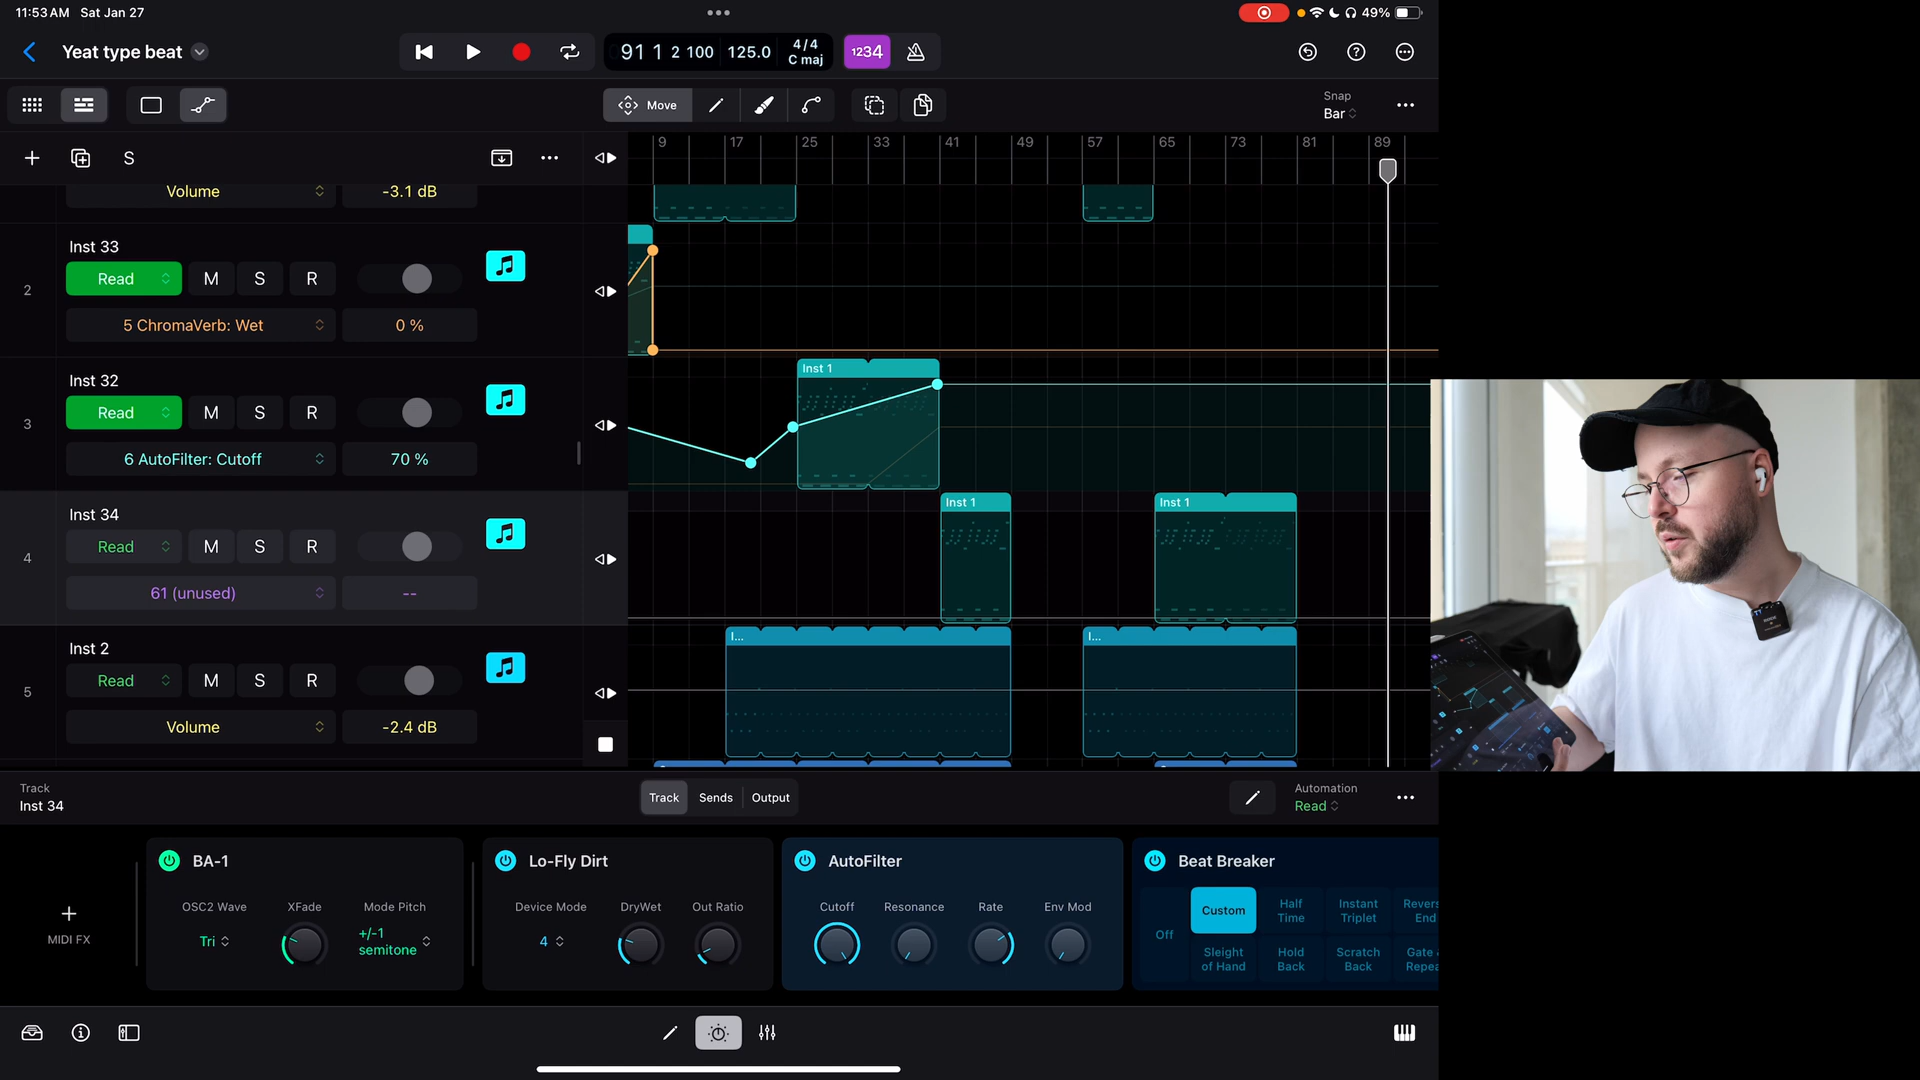 11:53 AM Sat Jan 27
49%
Yeat type beat
91 1 2 100 125.0 4/4 C maj
1234
Move
Snap
Bar
S
9 17 25 33 41 49 57 65 73 81 89
Volume -3.1 dB
Inst 33
2
Read M S R
5 ChromaVerb: Wet 0 %
Inst 32
3
Read M S R
6 AutoFilter: Cutoff 70 %
Inst 1
Inst 34
4
Read M S R
61 (unused) --
Inst 1
Inst 1
Inst 2
5
Read M S R
Volume -2.4 dB
I...
I...
Track
Inst 34
Track Sends Output
Automation
Read
MIDI FX
BA-1
OSC2 Wave XFade Mode Pitch
Tri
+/-1
semitone
Lo-Fly Dirt
Device Mode DryWet Out Ratio
4
AutoFilter
Cutoff Resonance Rate Env Mod
Beat Breaker
Off
Custom
Half
Time
Instant
Triplet
Revers
End
Sleight
of Hand
Hold
Back
Scratch
Back
Gate
Repea